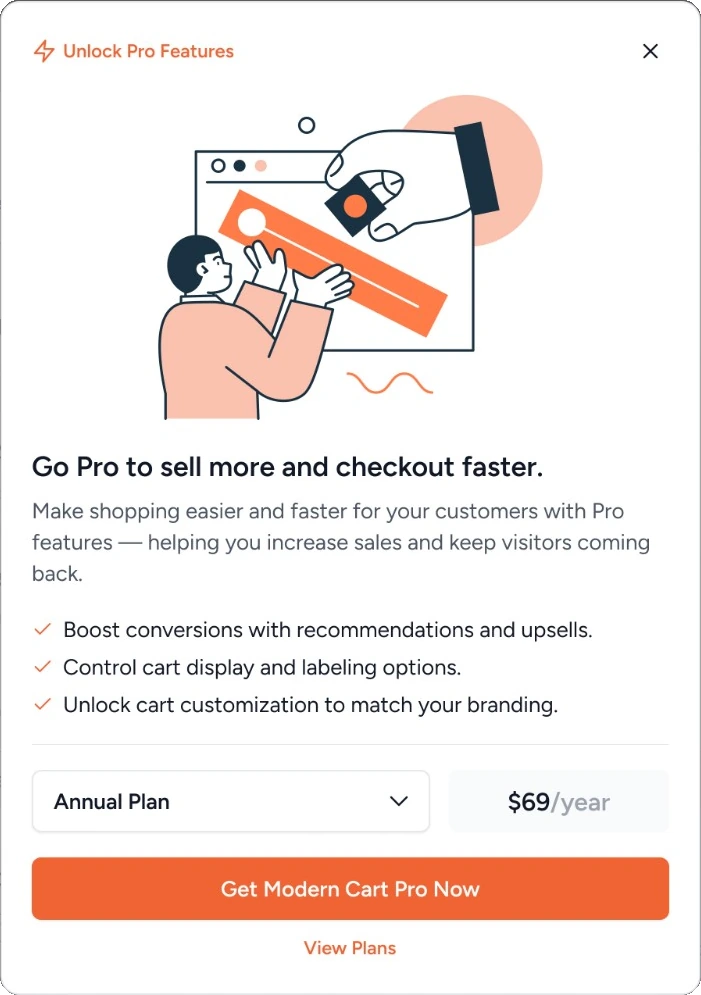 Unlock Pro Features
Go Pro to sell more and checkout faster.
Make shopping easier and faster for your customers with Pro
features — helping you increase sales and keep visitors coming
back.
Boost conversions with recommendations and upsells.
Control cart display and labeling options.
Unlock cart customization to match your branding.
Annual Plan
$69/year
Get Modern Cart Pro Now
View Plans